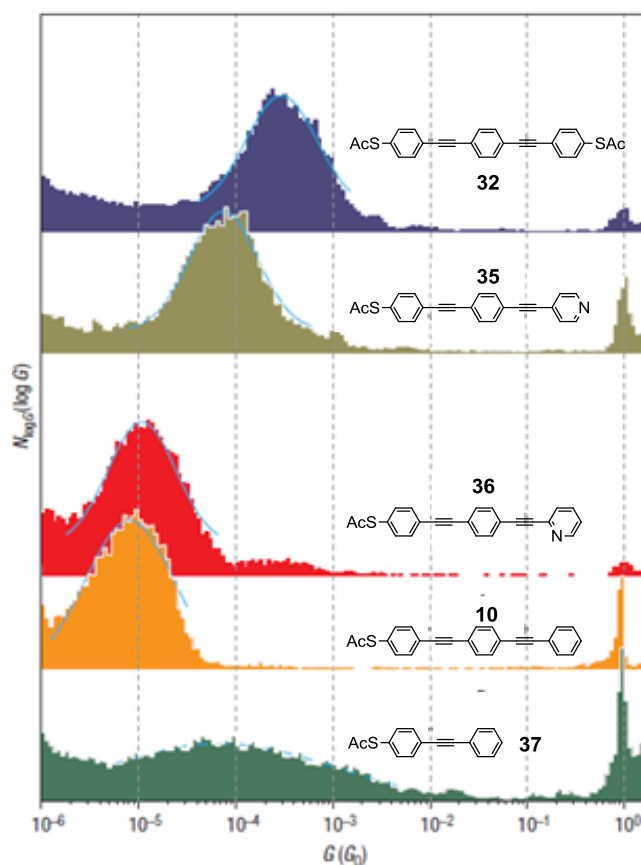 AcS
SAc
32
35
AcS
N
36
AcS
N
10
AcS
AcS
37
N_logG (log G)
10⁻⁶ 10⁻⁵ 10⁻⁴ 10⁻³ 10⁻² 10⁻¹ 10⁰
G (G₀)